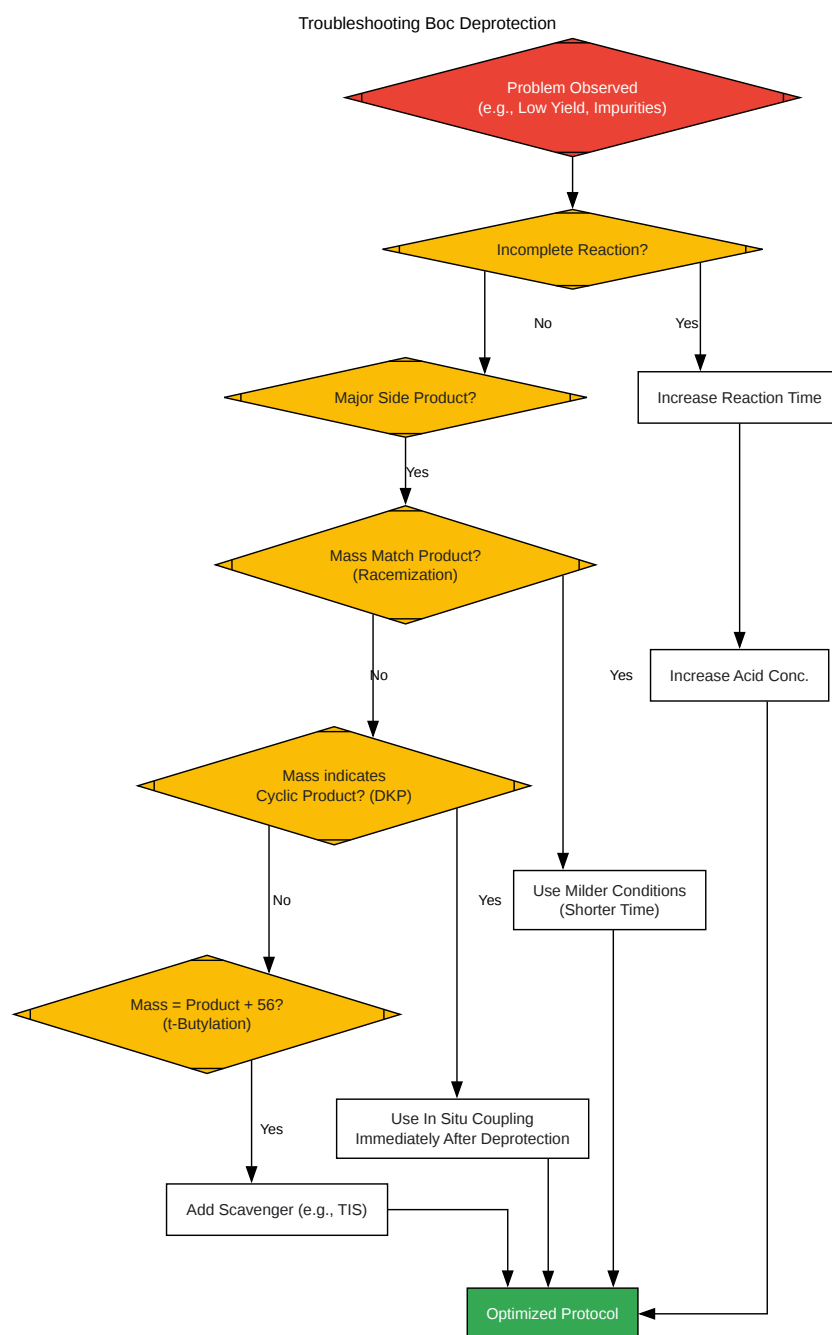 Troubleshooting Boc Deprotection
Problem Observed
(e.g., Low Yield, Impurities)
Incomplete Reaction?
No
Yes
Major Side Product?
Increase Reaction Time
Yes
Mass Match Product?
(Racemization)
No
Yes
Increase Acid Conc.
Mass indicates
Cyclic Product? (DKP)
No
Yes
Use Milder Conditions
(Shorter Time)
Mass = Product + 56?
(t-Butylation)
Yes
Use In Situ Coupling
Immediately After Deprotection
Add Scavenger (e.g., TIS)
Optimized Protocol